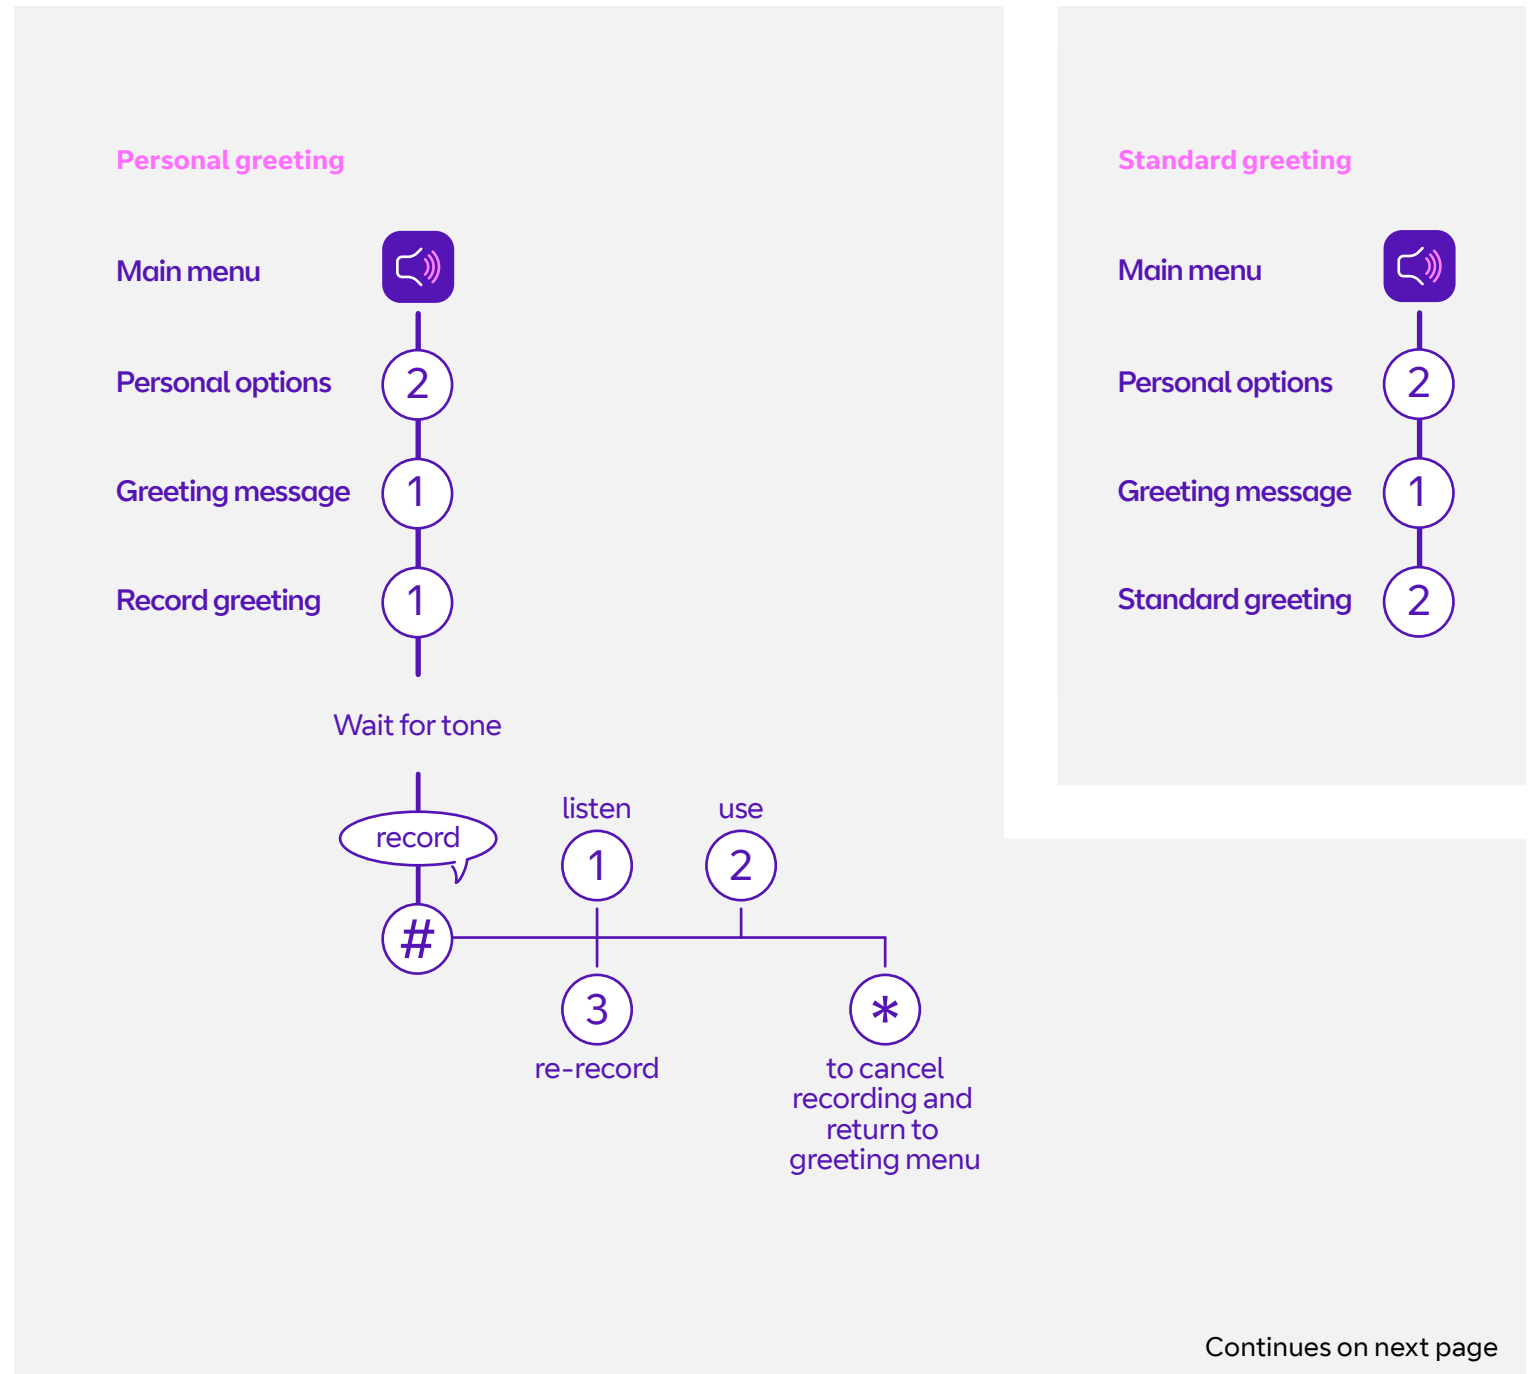 Personal greeting
Main menu
Personal options 2
Greeting message 1
Record greeting 1
Wait for tone
record
#
listen
1
use
2
3
re-record
*
to cancel
recording and
return to
greeting menu
Standard greeting
Main menu
Personal options 2
Greeting message 1
Standard greeting 2
Continues on next page